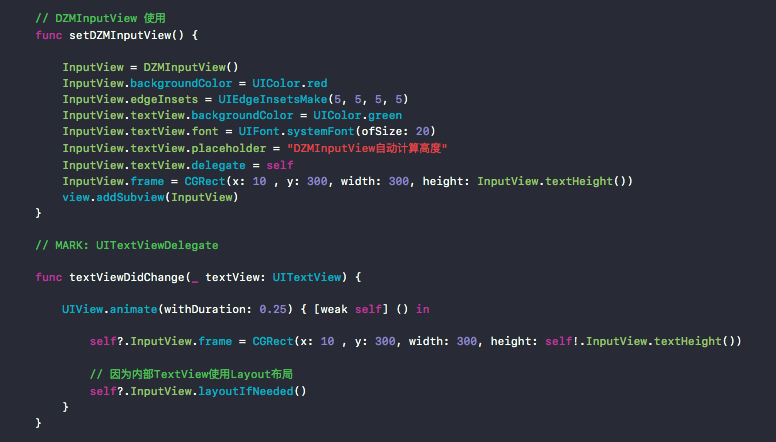 // DZMInputView 使用
func setDZMInputView() {
InputView = DZMInputView()
InputView.backgroundColor = UIColor.red
InputView.edgeInsets = UIEdgeInsetsMake(5, 5, 5, 5)
InputView.textView.backgroundColor = UIColor.green
InputView.textView.font = UIFont.systemFont(ofSize: 20)
InputView.textView.placeholder = "DZMInputView自动计算高度"
InputView.textView.delegate = self
InputView.frame = CGRect(x: 10 , y: 300, width: 300, height: InputView.textHeight())
view.addSubview(InputView)
}
// MARK: UITextViewDelegate
func textViewDidChange(_ textView: UITextView) {
UIView.animate(withDuration: 0.25) { [weak self] () in
self?.InputView.frame = CGRect(x: 10 , y: 300, width: 300, height: self!.InputView.textHeight())
// 因为内部TextView使用Layout布局
self?.InputView.layoutIfNeeded()
}
}